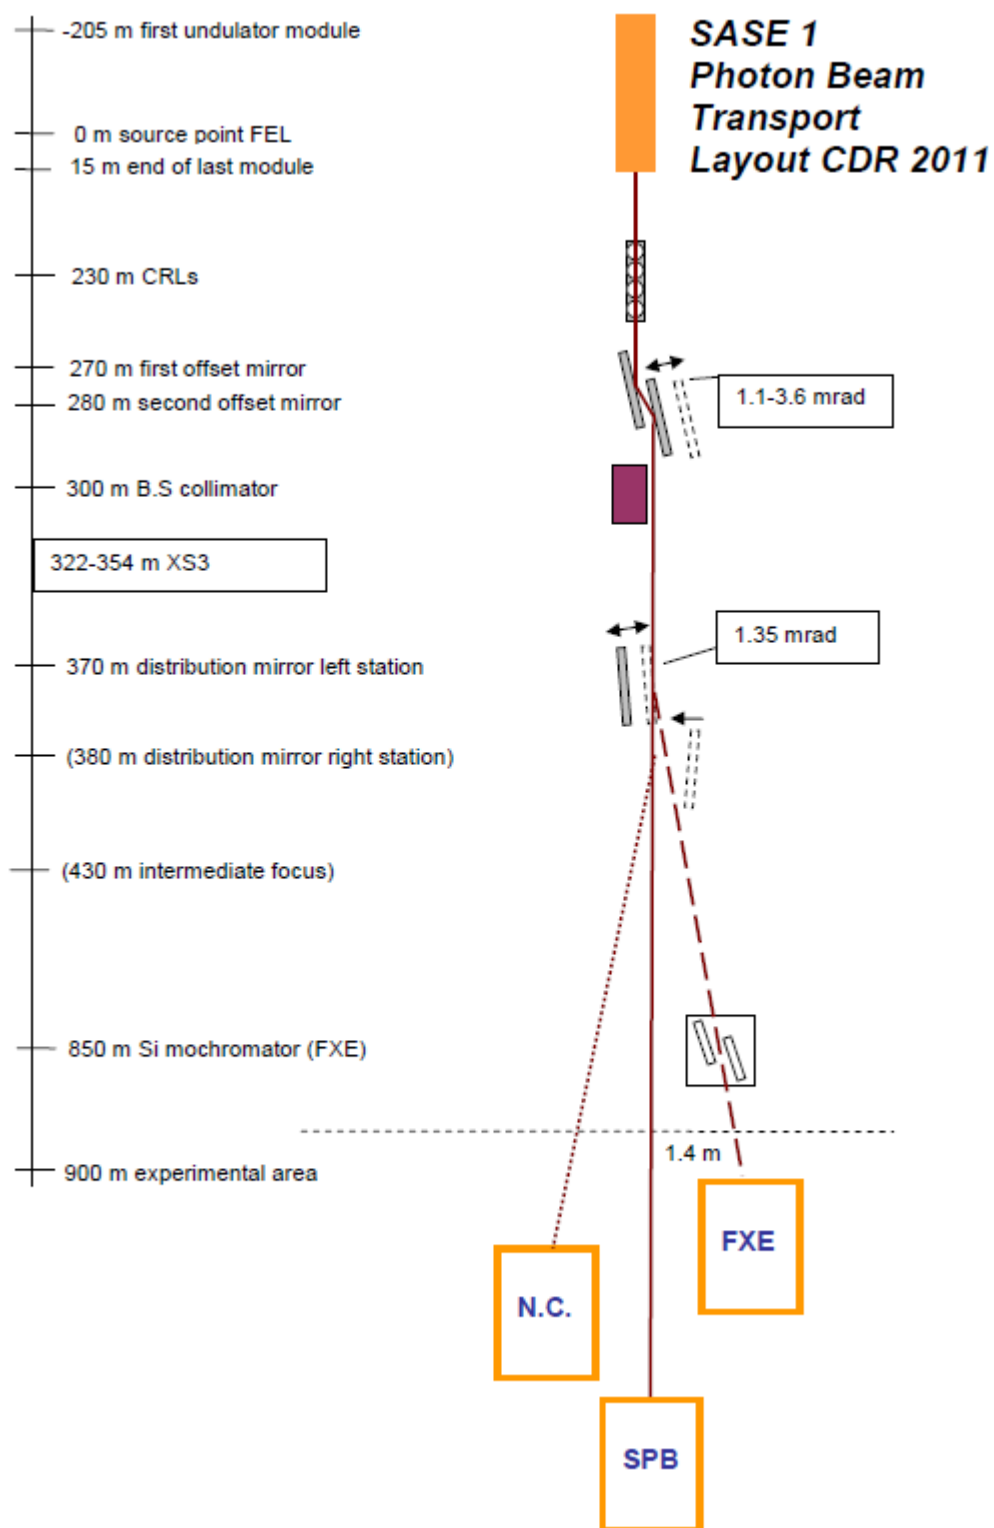 SASE 1
Photon Beam
Transport
Layout CDR 2011
-205 m first undulator module
0 m source point FEL
15 m end of last module
230 m CRLs
270 m first offset mirror
280 m second offset mirror
1.1-3.6 mrad
300 m B.S collimator
322-354 m XS3
1.35 mrad
370 m distribution mirror left station
(380 m distribution mirror right station)
(430 m intermediate focus)
850 m Si mochromator (FXE)
1.4 m
900 m experimental area
FXE
N.C.
SPB